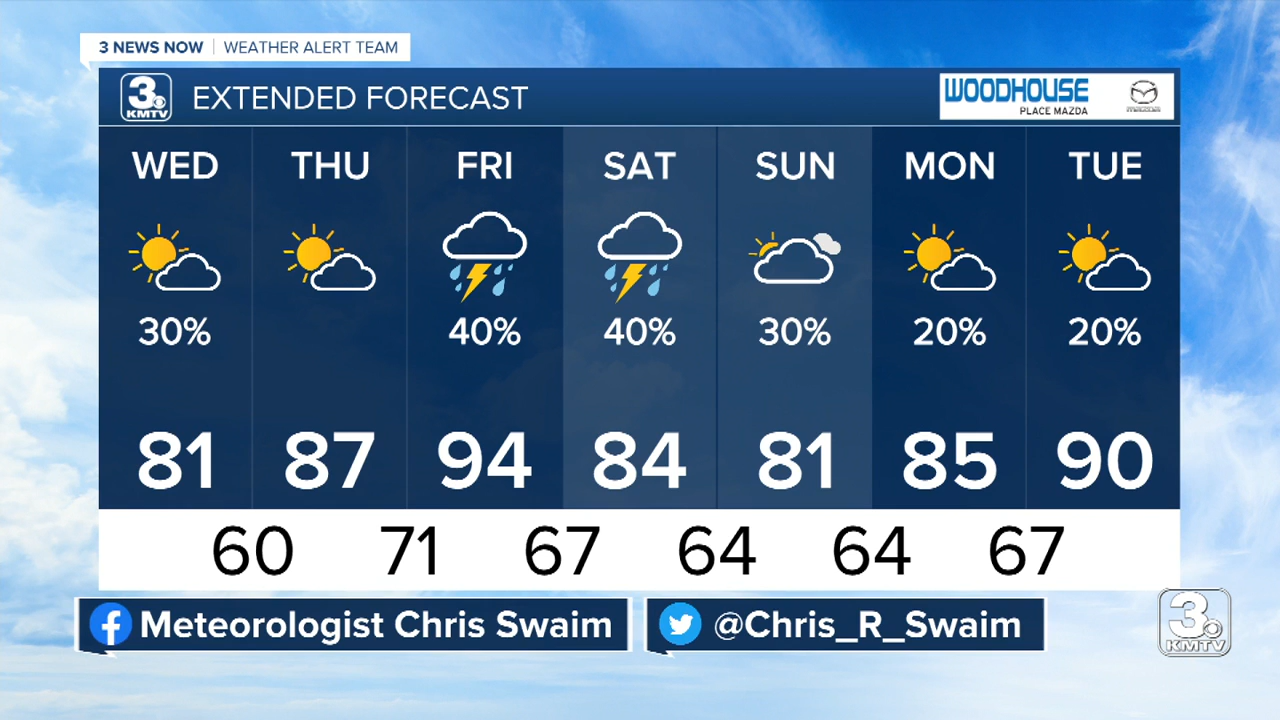 3 NEWS NOW WEATHER ALERT TEAM
3 KMTV EXTENDED FORECAST
WOODHOUSE
PLACE MAZDA mazda
WED THU FRI SAT SUN MON TUE
30% 40% 40% 30% 20% 20%
81 87 94 84 81 85 90
60 71 67 64 64 67
f Meteorologist Chris Swaim @Chris_R_Swaim
3
KMTV